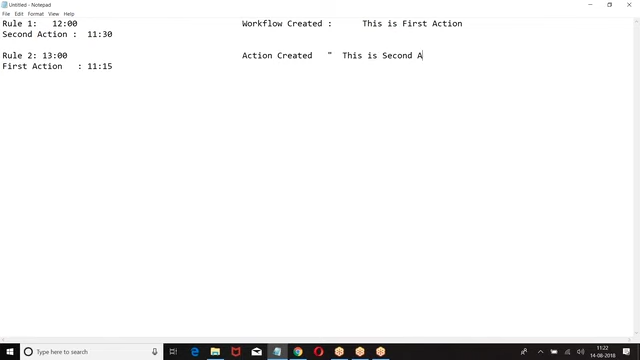 Untitled - Notepad
File Edit Format View Help
Rule 1: 12:00 Workflow Created : This is First Action
Second Action : 11:30
Rule 2: 13:00 Action Created " This is Second A
First Action : 11:15
Type here to search
11:22
14-08-2018